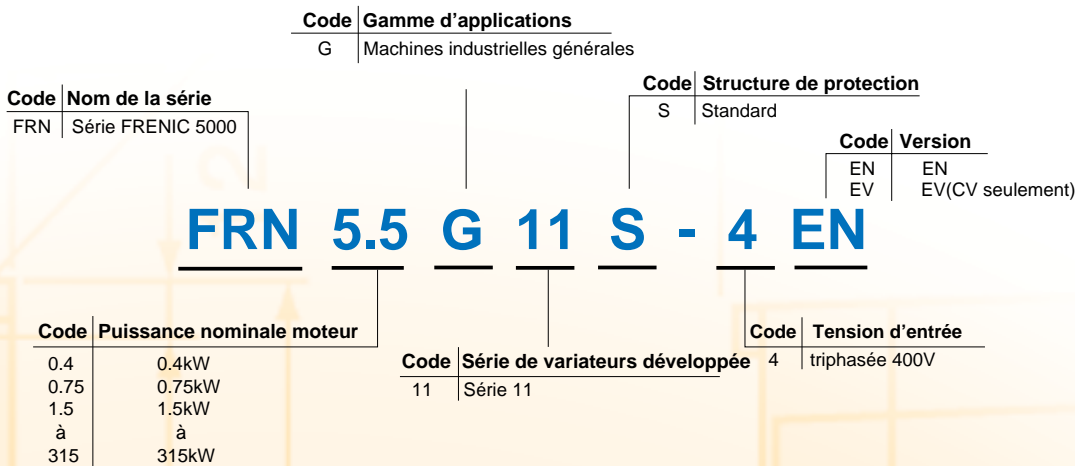 Code Gamme d'applications
G Machines industrielles générales
Code Structure de protection
S Standard
Code Nom de la série
FRN Série FRENIC 5000
Code Version
EN EN
EV EV(CV seulement)
FRN 5.5 G 11 S - 4 EN
Code Puissance nominale moteur
0.4 0.4kW
0.75 0.75kW
1.5 1.5kW
à à
315 315kW
Code Série de variateurs développée
11 Série 11
Code Tension d'entrée
4 triphasée 400V